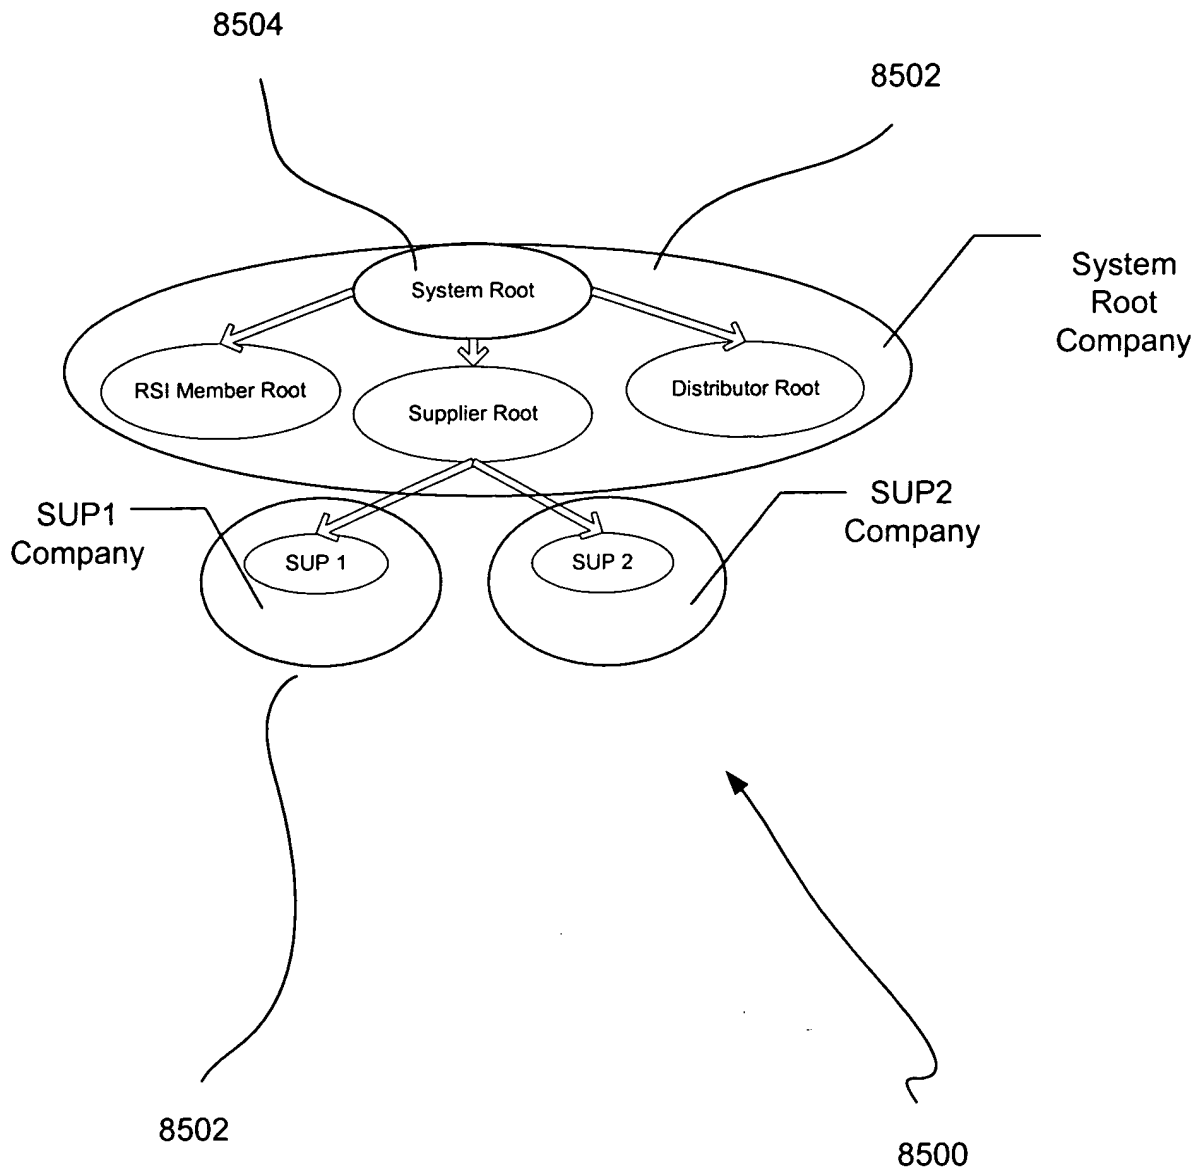 8504
8502
System Root
System
Root
Company
RSI Member Root
Supplier Root
Distributor Root
SUP1
Company
SUP2
Company
SUP 1
SUP 2
8502
8500